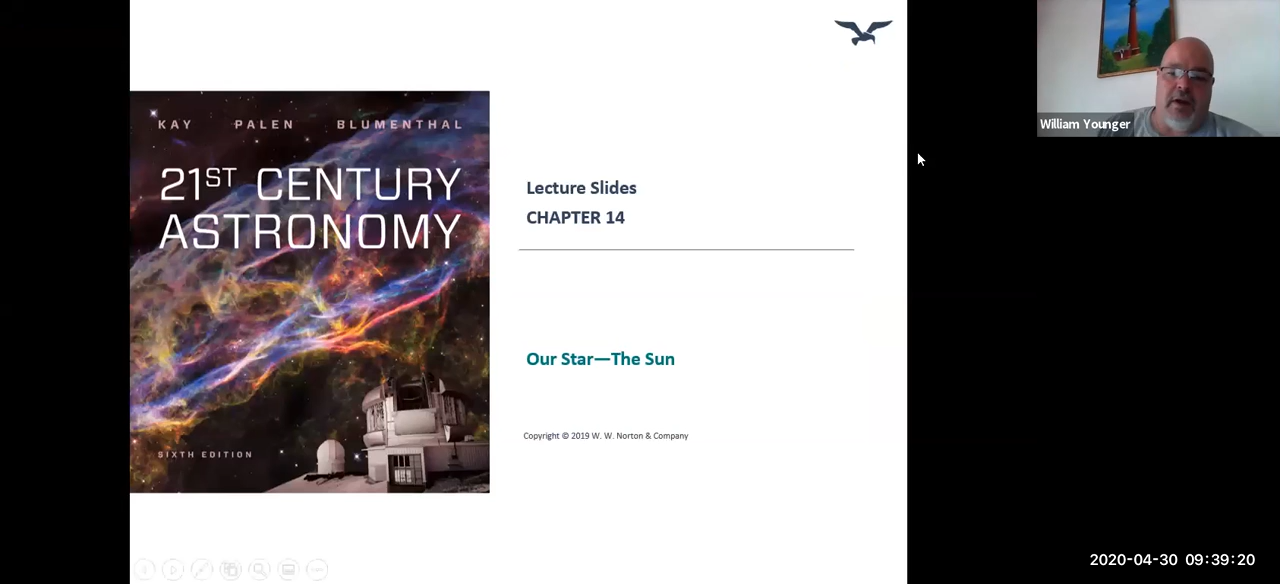 KAY PALEN BLUMENTHAL
21ST CENTURY
ASTRONOMY
SIXTH EDITION
Lecture Slides
CHAPTER 14
Our Star—The Sun
Copyright © 2019 W. W. Norton & Company
William Younger
2020-04-30 09:39:20